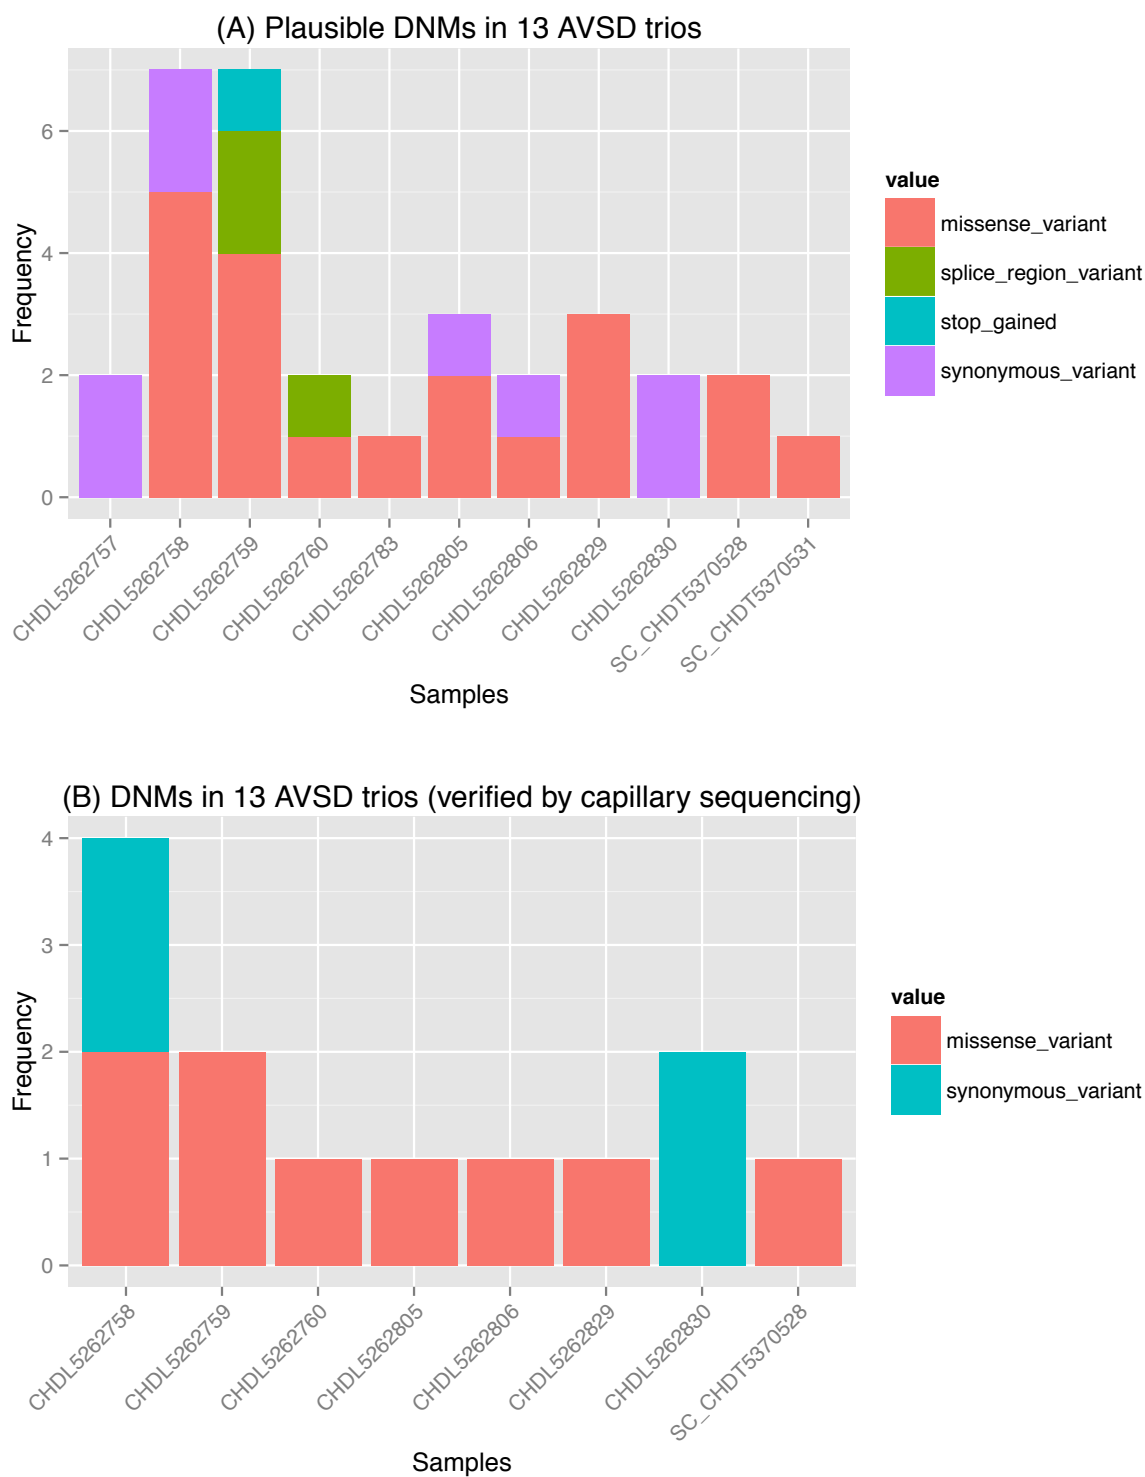 (A) Plausible DNMs in 13 AVSD trios
Frequency
6
4
2
0
CHDL5262757
CHDL5262758
CHDL5262759
CHDL5262760
CHDL5262783
CHDL5262805
CHDL5262806
CHDL5262829
CHDL5262830
SC_CHDT5370528
SC_CHDT5370531
Samples
value
missense_variant
splice_region_variant
stop_gained
synonymous_variant
(B) DNMs in 13 AVSD trios (verified by capillary sequencing)
Frequency
4
3
2
1
0
CHDL5262758
CHDL5262759
CHDL5262760
CHDL5262805
CHDL5262806
CHDL5262829
CHDL5262830
SC_CHDT5370528
Samples
value
missense_variant
synonymous_variant